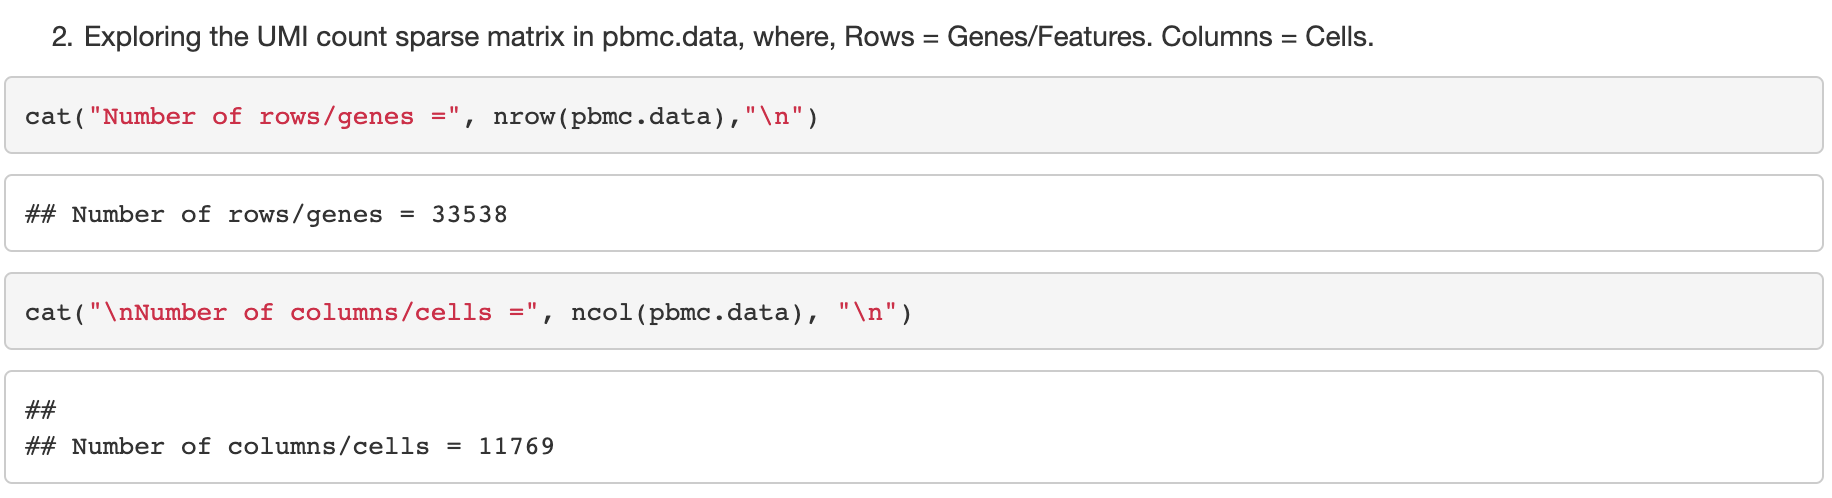 2. Exploring the UMI count sparse matrix in pbmc.data, where, Rows = Genes/Features. Columns = Cells.
cat("Number of rows/genes =", nrow(pbmc.data),"\n")
## Number of rows/genes = 33538
cat("\nNumber of columns/cells =", ncol(pbmc.data), "\n")
##
## Number of columns/cells = 11769